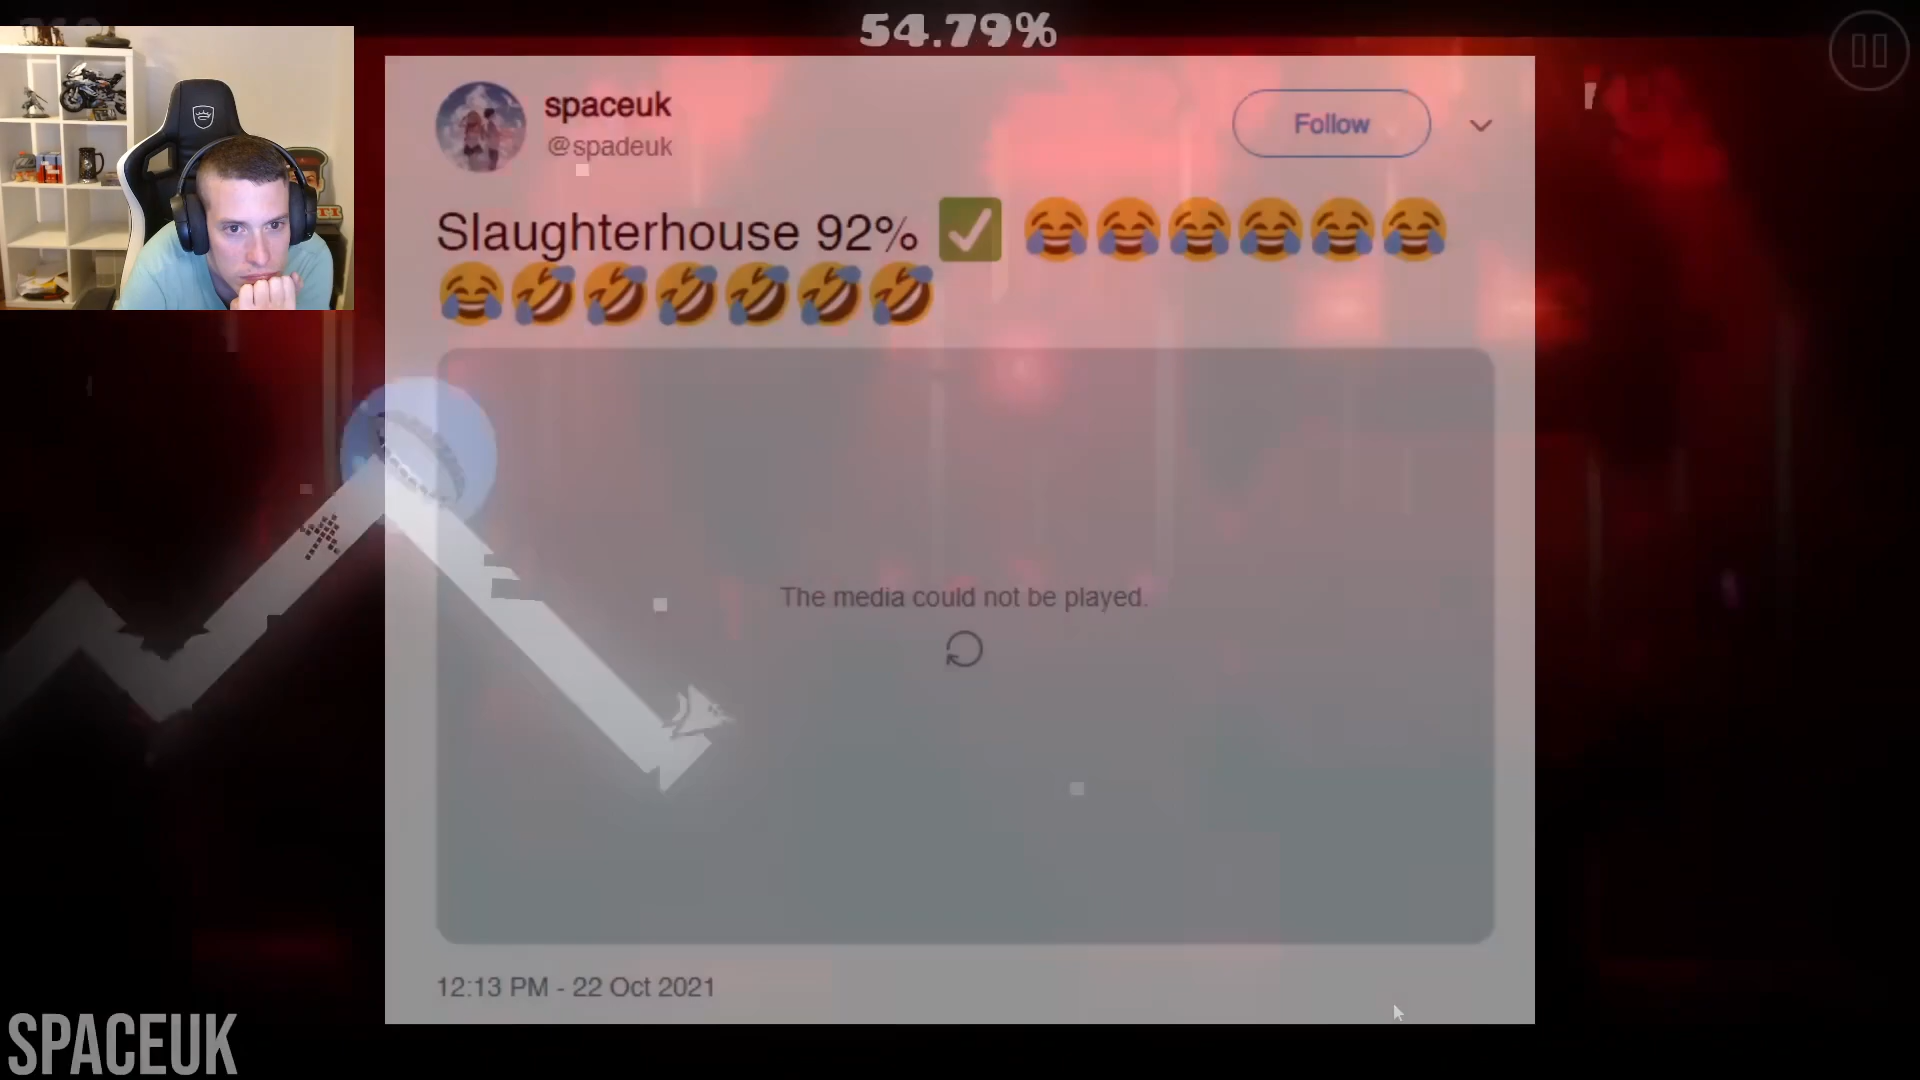 54.79%
spaceuk
@spadeuk
Follow
Slaughterhouse 92% ✅ 😂😂😂😂😂😂
😂🤣🤣🤣🤣🤣🤣
The media could not be played.
12:13 PM - 22 Oct 2021
SPACEUK